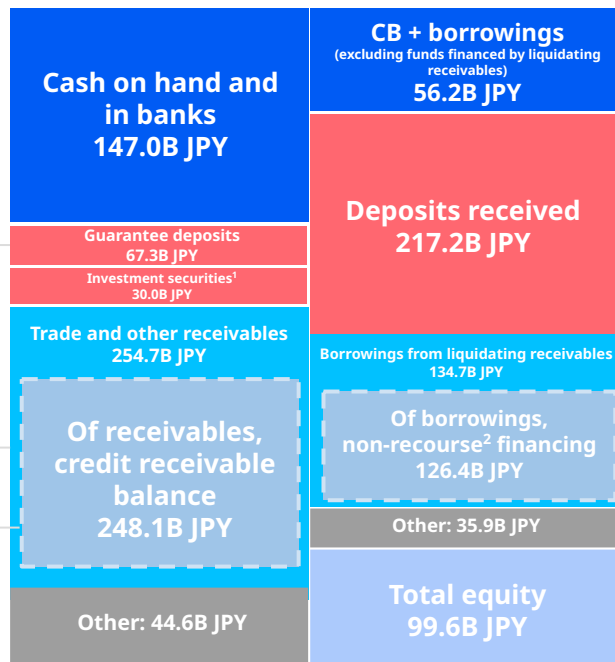 Cash on hand and
in banks
147.0B JPY
Guarantee deposits
67.3B JPY
Investment securities¹
30.0B JPY
Trade and other receivables
254.7B JPY
Of receivables,
credit receivable
balance
248.1B JPY
Other: 44.6B JPY
CB + borrowings
(excluding funds financed by liquidating
receivables)
56.2B JPY
Deposits received
217.2B JPY
Borrowings from liquidating receivables
134.7B JPY
Of borrowings,
non-recourse² financing
126.4B JPY
Other: 35.9B JPY
Total equity
99.6B JPY